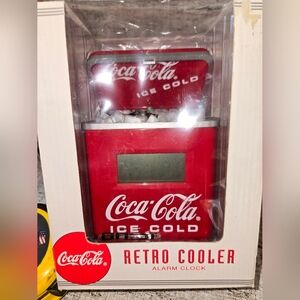 Coca-Cola®
ICE COLD
Coca-Cola®
ICE COLD
Coca-Cola
RETRO COOLER
ALARM CLOCK